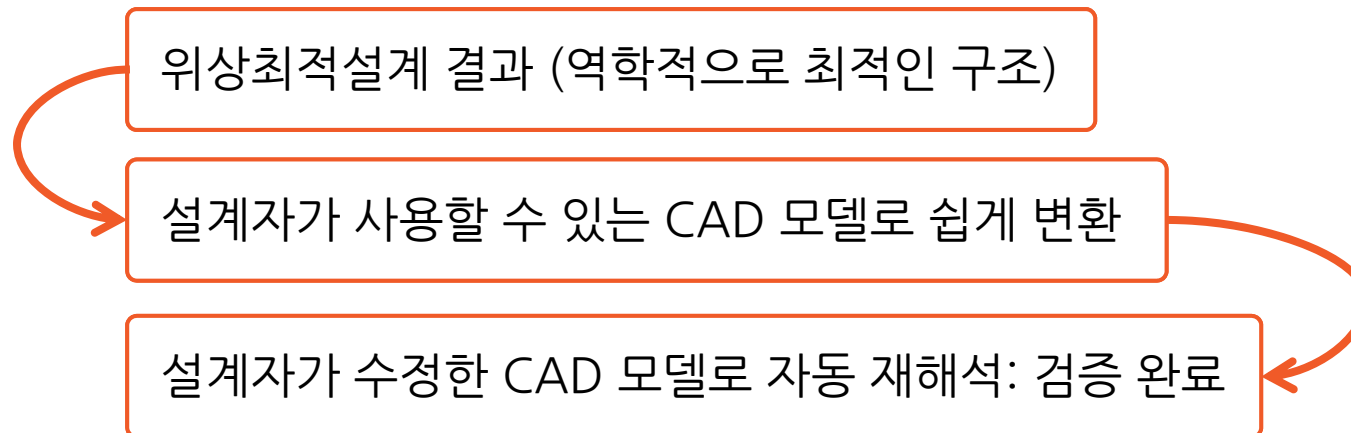 위상최적설계 결과 (역학적으로 최적인 구조)
설계자가 사용할 수 있는 CAD 모델로 쉽게 변환
설계자가 수정한 CAD 모델로 자동 재해석: 검증 완료